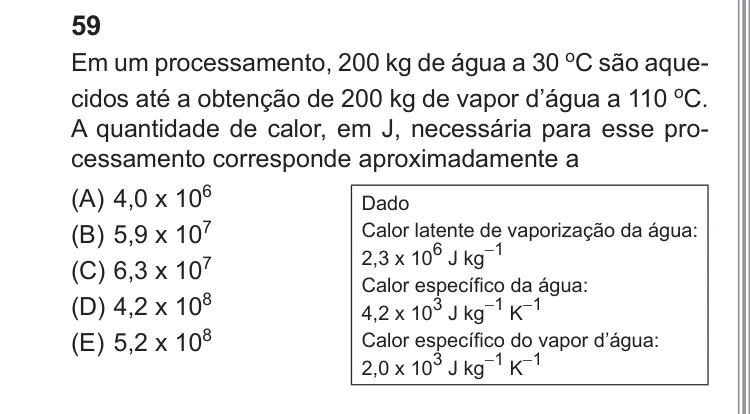 59
Em um processamento, 200 kg de água a 30 ºC são aque-
cidos até a obtenção de 200 kg de vapor d’água a 110 ºC.
A quantidade de calor, em J, necessária para esse pro-
cessamento corresponde aproximadamente a
(A) 4,0 x 10⁶
(B) 5,9 x 10⁷
(C) 6,3 x 10⁷
(D) 4,2 x 10⁸
(E) 5,2 x 10⁸
Dado
Calor latente de vaporização da água:
2,3 x 10⁶ J kg⁻¹
Calor específico da água:
4,2 x 10³ J kg⁻¹ K⁻¹
Calor específico do vapor d’água:
2,0 x 10³ J kg⁻¹ K⁻¹